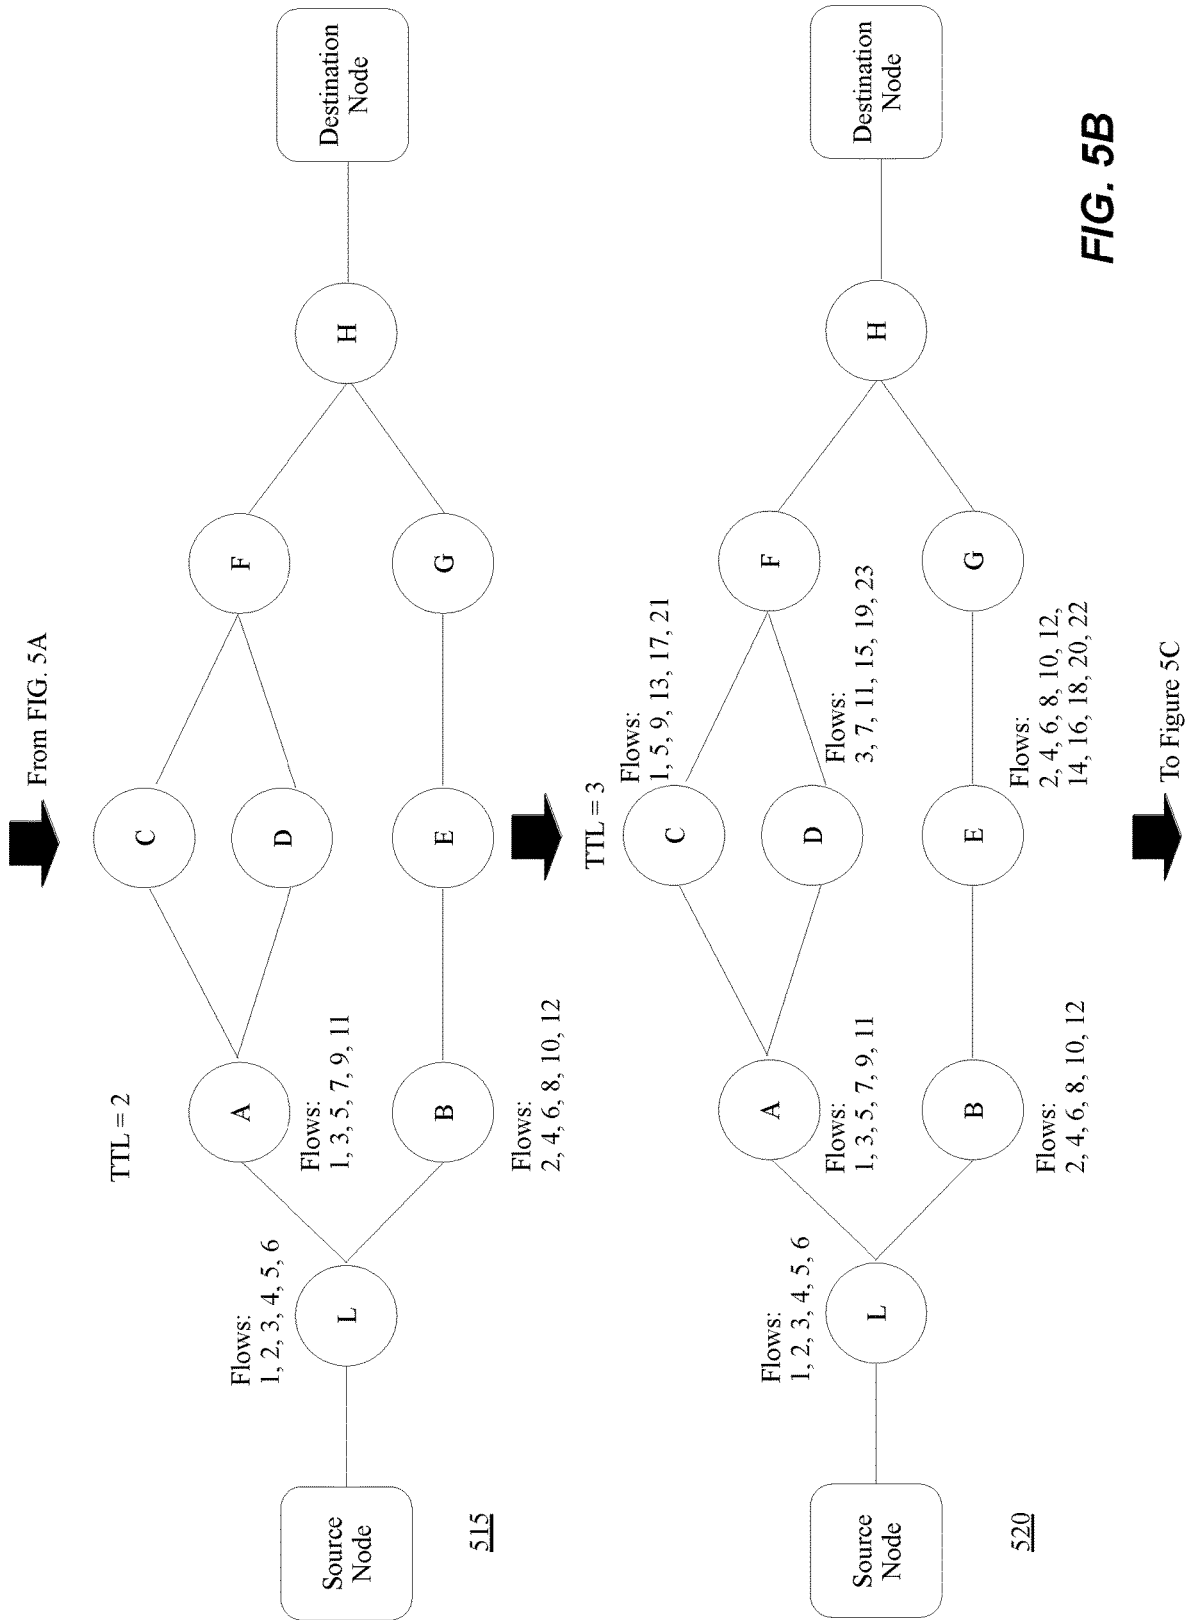 From FIG. 5A
TTL = 2
Source
Node
Flows:
1, 2, 3, 4, 5, 6
L
A
Flows:
1, 3, 5, 7, 9, 11
B
Flows:
2, 4, 6, 8, 10, 12
C
D
E
F
G
H
Destination
Node
515
TTL = 3
Source
Node
Flows:
1, 2, 3, 4, 5, 6
L
A
Flows:
1, 3, 5, 7, 9, 11
B
Flows:
2, 4, 6, 8, 10, 12
C
Flows:
1, 5, 9, 13, 17, 21
D
Flows:
3, 7, 11, 15, 19, 23
E
Flows:
2, 4, 6, 8, 10, 12,
14, 16, 18, 20, 22
F
G
H
Destination
Node
520
To Figure 5C
FIG. 5B